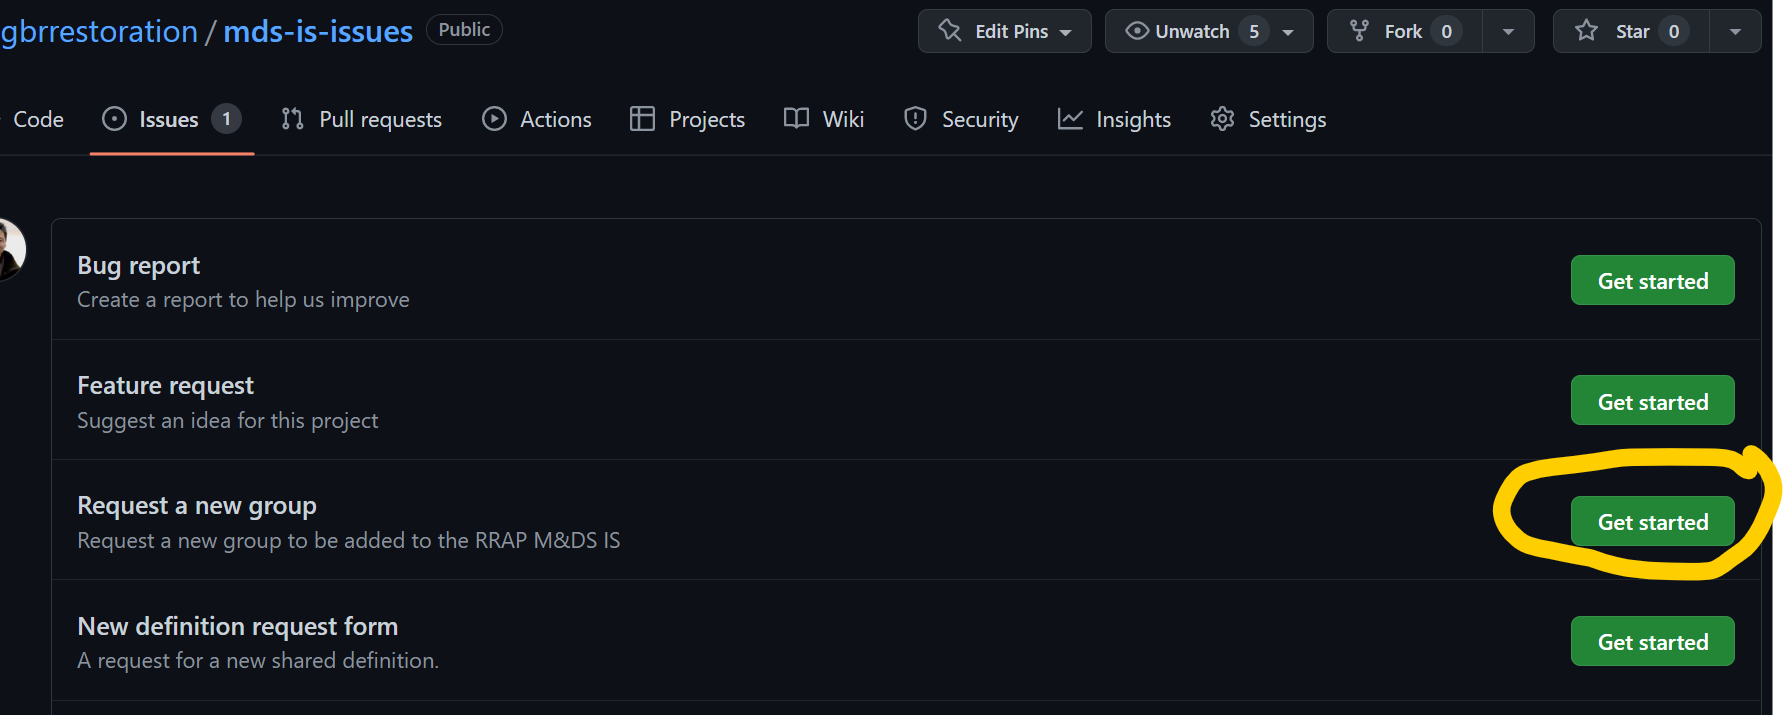 gbrrestoration / mds-is-issues Public Edit Pins Unwatch 5 Fork 0 Star 0
Code Issues 1 Pull requests Actions Projects Wiki Security Insights Settings
Bug report
Create a report to help us improve
Get started
Feature request
Suggest an idea for this project
Get started
Request a new group
Request a new group to be added to the RRAP M&DS IS
Get started
New definition request form
A request for a new shared definition.
Get started